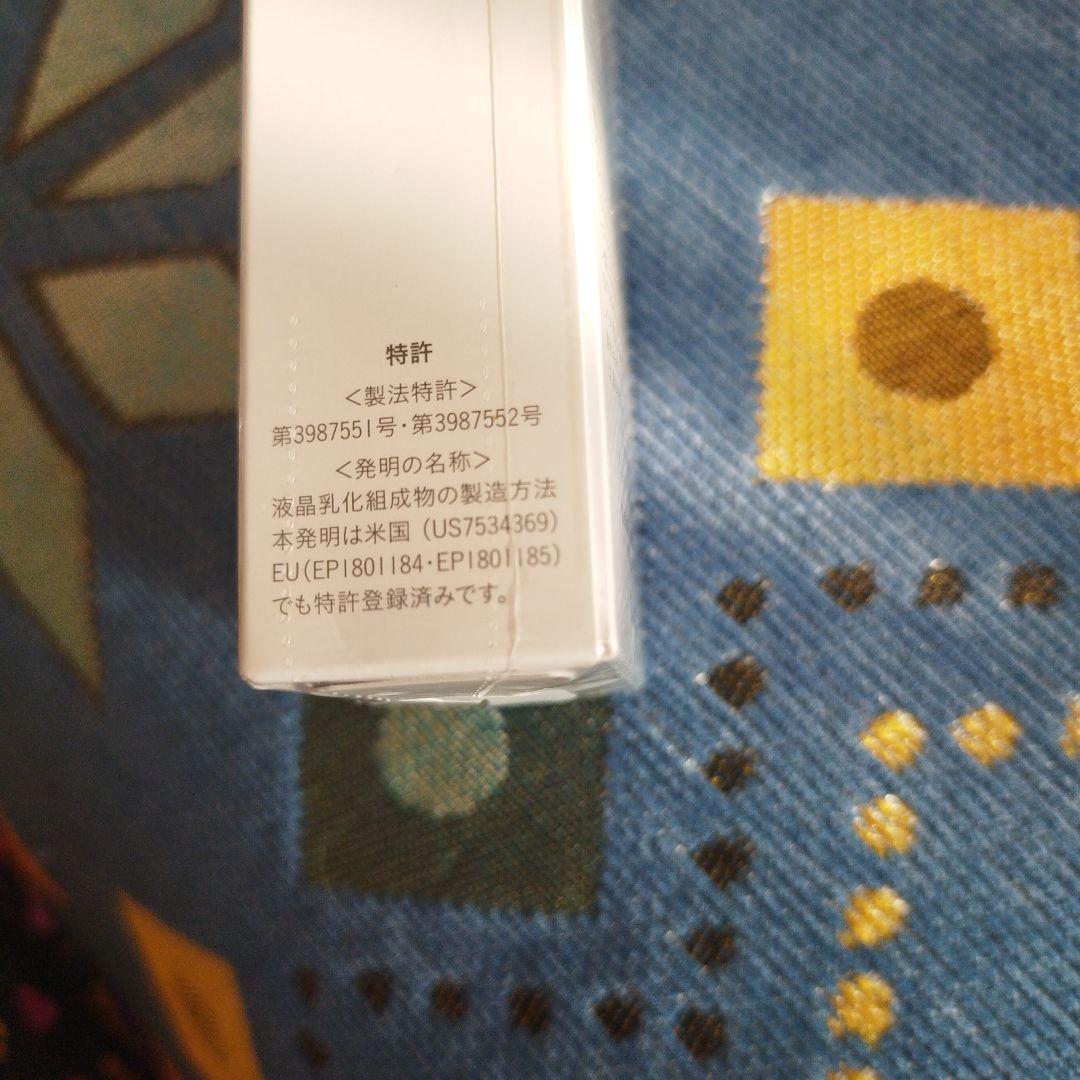 特許
<製法特許>
第3987551号・第3987552号
<発明の名称>
液晶乳化組成物の製造方法
本発明は米国（US7534369）
EU（EP1801184・EP1801185）
でも特許登録済みです。